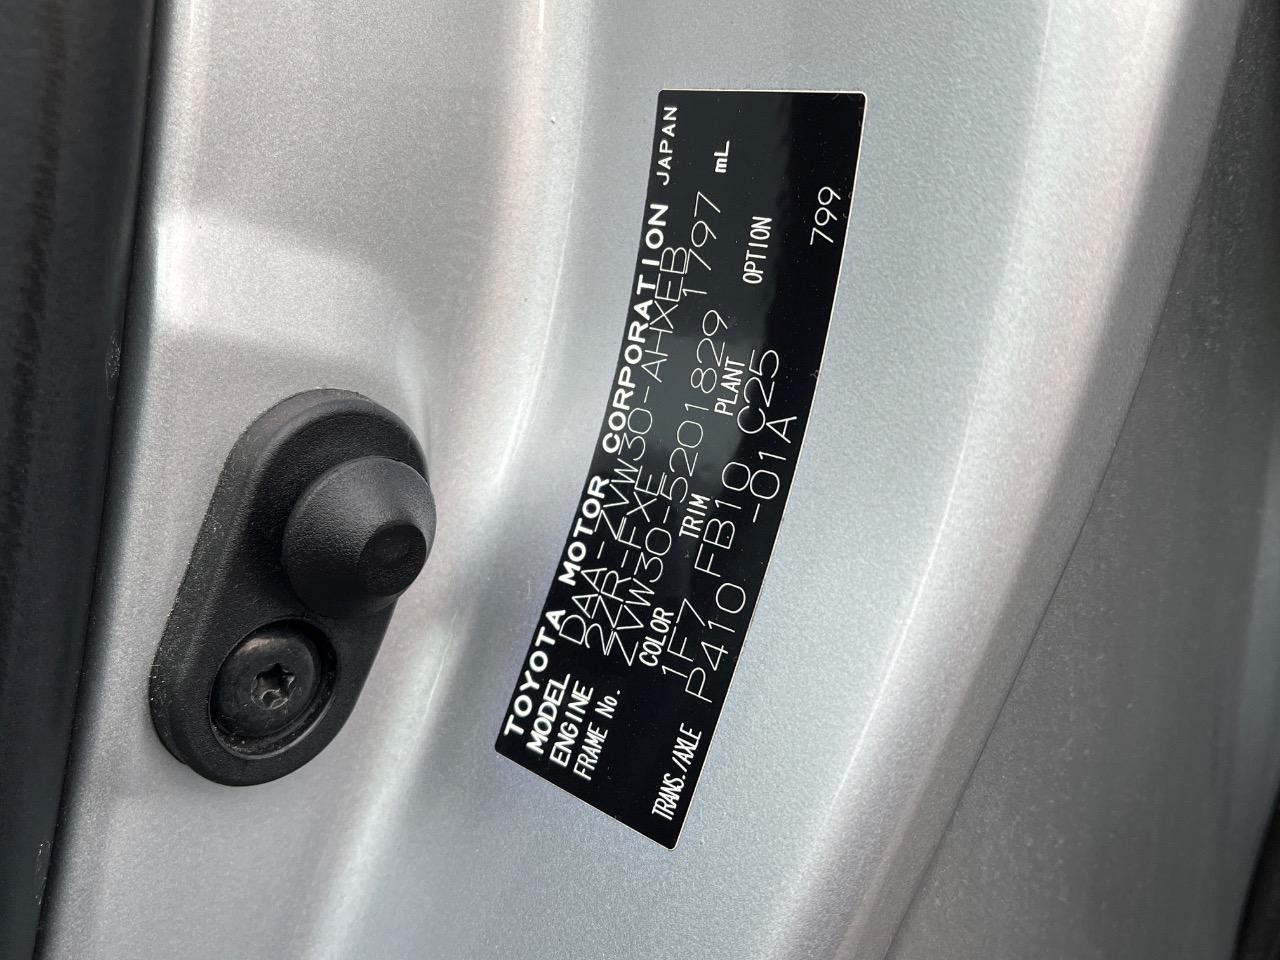 TOYOTA MOTOR CORPORATION JAPAN
MODEL DAA-ZVW30-AHXEB
ENGINE 2ZR-FXE 1797 mL
FRAME No. ZVW30-5201829
COLOR TRIM PLANT OPTION
1F7 FB10 C25
TRANS./AXLE P410 -01A 799